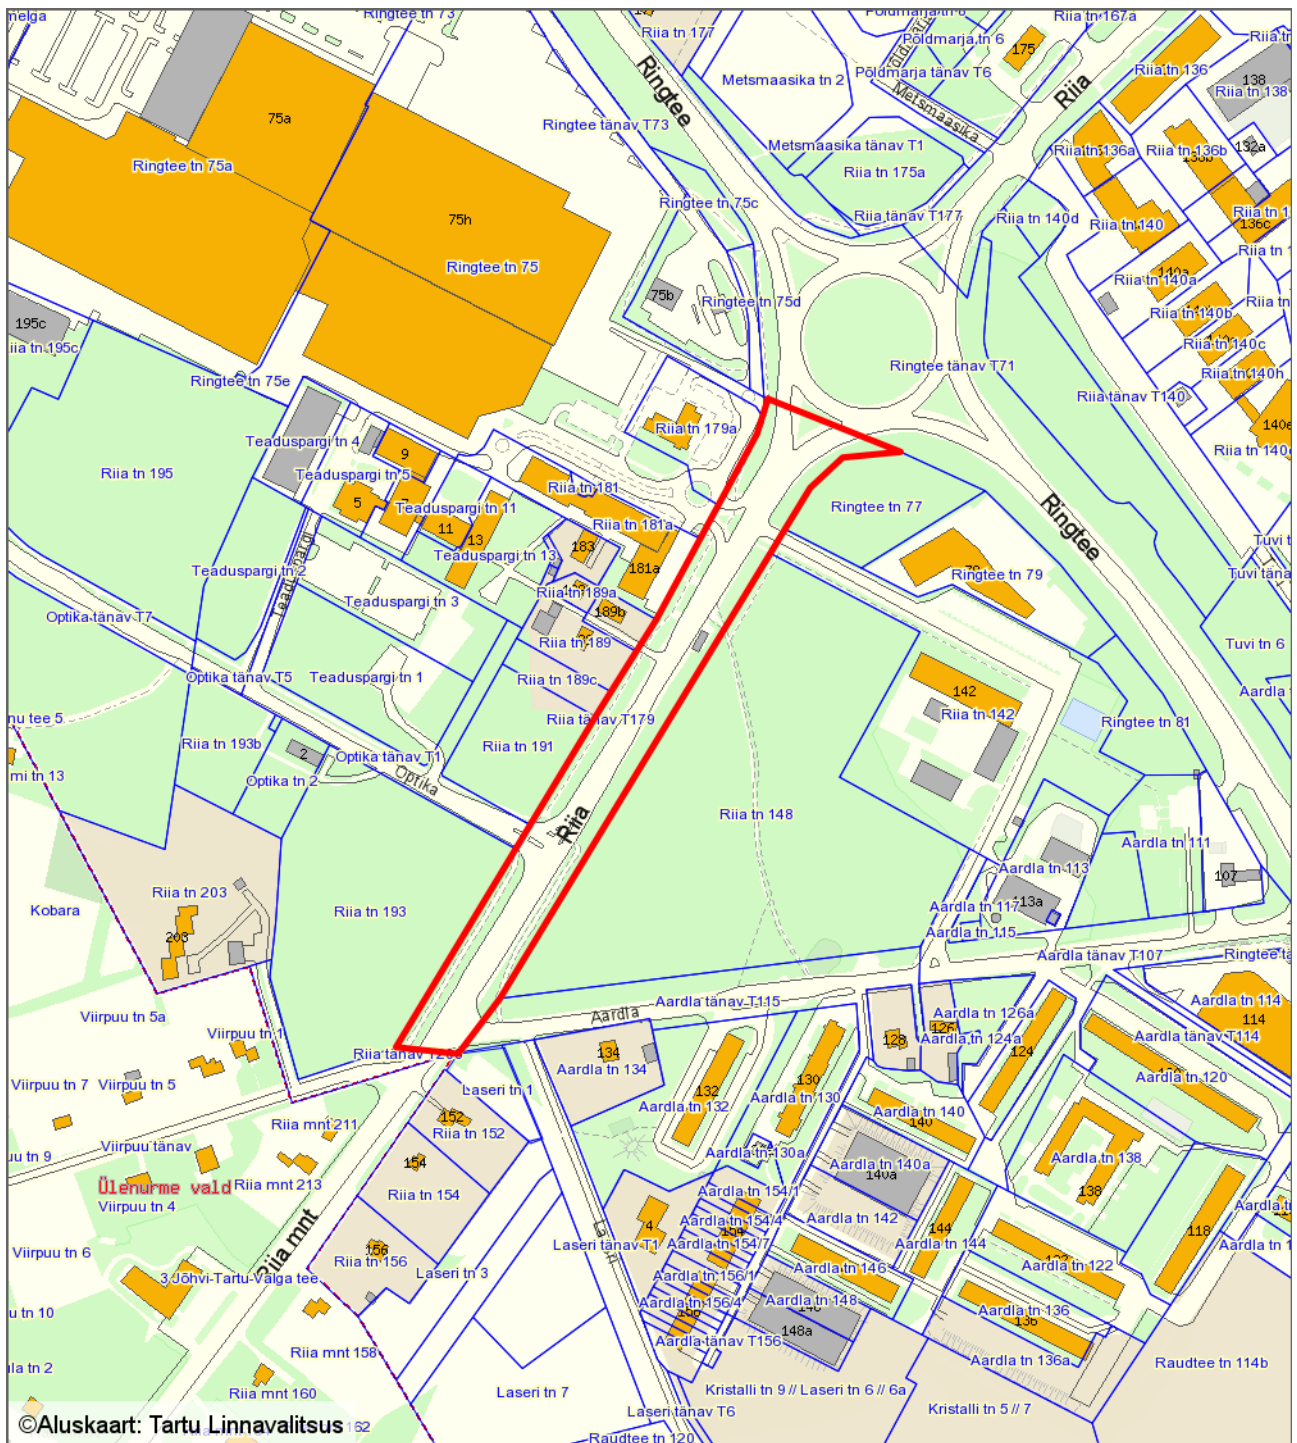 Ringtee tn 73
Riia tn 177
Põldmarja tn 6
175
Riia tn 167a
Riia tn 136
138
Riia tn 138
Metsmaasika tn 2
Põldmarja tänav T6
Ringtee
Riia
Metsmaasika
75a
Ringtee tänav T73
Metsmaasika tänav T1
Riia tn 136a
Riia tn 136b
132a
Ringtee tn 75a
Riia tn 175a
Ringtee tn 75c
75h
Riia tänav T177
Riia tn 140d
Riia tn 140
136c
Ringtee tn 75
140a
Riia tn 140a
75b
Ringtee tn 75d
Riia tn 140b
195c
Riia tn 140c
Ringtee tn 75e
Ringtee tänav T71
Riia tn 140h
Riia tänav T140
Riia tn 179a
Teaduspargi tn 4
9
Riia tn 195
Teaduspargi tn 5
Riia tn 181
5
7
Teaduspargi tn 11
Ringtee tn 77
Ringtee
11
13
Riia tn 181a
183
Teaduspargi tn 13
181a
Ringtee tn 79
Teaduspargi tn 2
Riia tn 189a
Teaduspargi tn 3
189b
Optika tänav T7
Riia tn 189
Tuvi tn 6
Optika tänav T5
Teaduspargi tn 1
Riia tn 189c
142
Riia tn 142
Riia tänav T179
Ringtee tn 81
Riia tn 193b
Riia tn 191
2
Optika tänav T1
Optika tn 2
Optika
Riia
Riia tn 148
Aardla tn 111
Aardla tn 113
107
Riia tn 203
Kobara
Riia tn 193
Aardla tn 117
113a
Aardla tn 115
203
Aardla tänav T107
Aardla tänav T115
Aardla tn 114
Viirpuu tn 5a
Aardla
Aardla tn 126a
114
Viirpuu tn 1
126
Aardla tn 124a
Aardla tänav T114
128
124
134
Aardla tn 134
Aardla tn 120
Viirpuu tn 7
Viirpuu tn 5
Laseri tn 1
132
130
Aardla tn 132
Aardla tn 130
Aardla tn 140
140
Riia mnt 211
152
Riia tn 152
Viirpuu tänav
Aardla tn 130a
Aardla tn 138
154
Aardla tn 140a
140a
Ülenurme vald
Riia mnt 213
Riia tn 154
Aardla tn 154/1
138
Viirpuu tn 4
Aardla tn 142
118
Aardla tn 154/4
4
144
Riia mnt
Laseri tänav T1
Aardla tn 154/7
Aardla tn 144
Viirpuu tn 6
156
Riia tn 156
Aardla tn 122
Laseri tn 3
Aardla tn 146
3 Jõhvi-Tartu-Valga tee
Aardla tn 156/1
Aardla tn 156/4
Aardla tn 148
Aardla tn 136
148a
136
Aardla tänav T156
Riia mnt 158
Aardla tn 136a
Raudtee tn 114b
Riia mnt 160
Laseri tn 7
Kristalli tn 9 // Laseri tn 6 // 6a
Kristalli tn 5 // 7
Laseri tänav T6
©Aluskaart: Tartu Linnavalitsus
162
Raudtee tn 120